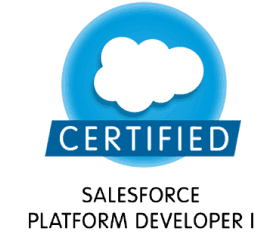 CERTIFIED
SALESFORCE
PLATFORM DEVELOPER I